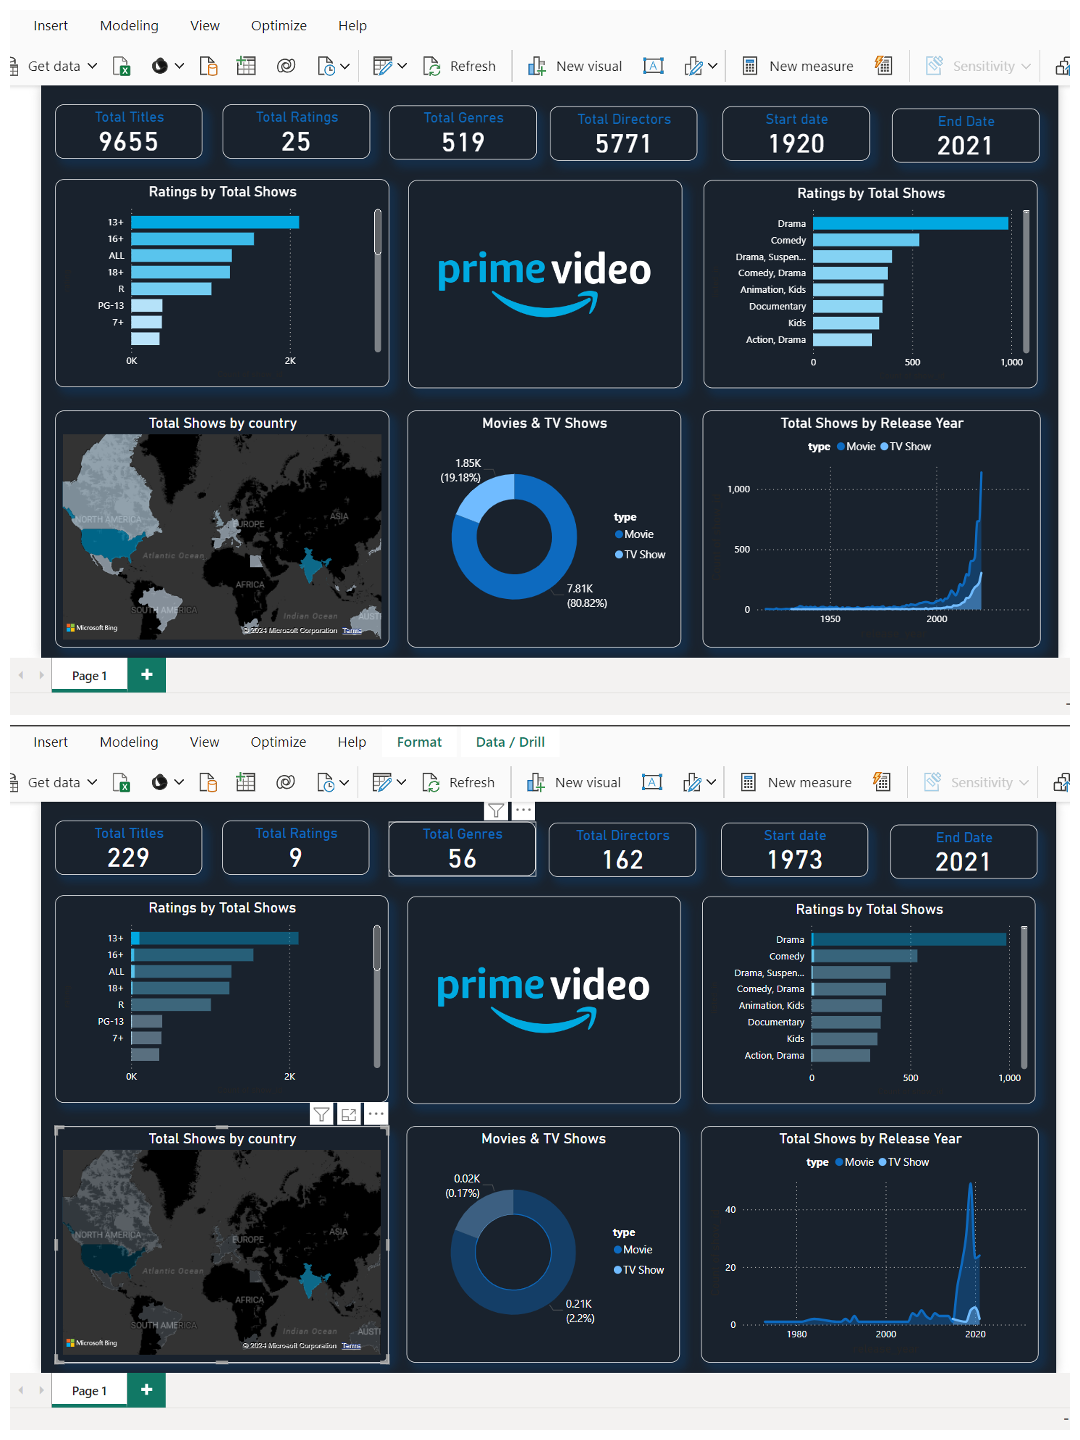 Insert Modeling View Optimize Help
Get data Refresh New visual A New measure Sensitivity
Total Titles
9655
Total Ratings
25
Total Genres
519
Total Directors
5771
Start date
1920
End Date
2021
Ratings by Total Shows
13+
16+
ALL
18+
R
PG-13
7+
0K 2K
prime video
Ratings by Total Shows
Drama
Comedy
Drama, Suspen...
Comedy, Drama
Animation, Kids
Documentary
Kids
Action, Drama
0 500 1,000
Total Shows by country
NORTH AMERICA
EUROPE
ASIA
Atlantic Ocean
AFRICA
SOUTH AMERICA
Indian Ocean
AUSTI
Microsoft Bing
© 2024 Microsoft Corporation Terms
Movies & TV Shows
1.85K
(19.18%)
7.81K
(80.82%)
type
Movie
TV Show
Total Shows by Release Year
type Movie TV Show
1,000
500
0
1950 2000
Page 1 +
Insert Modeling View Optimize Help Format Data / Drill
Get data Refresh New visual A New measure Sensitivity
Total Titles
229
Total Ratings
9
Total Genres
56
Total Directors
162
Start date
1973
End Date
2021
Ratings by Total Shows
13+
16+
ALL
18+
R
PG-13
7+
0K 2K
prime video
Ratings by Total Shows
Drama
Comedy
Drama, Suspen...
Comedy, Drama
Animation, Kids
Documentary
Kids
Action, Drama
0 500 1,000
Total Shows by country
NORTH AMERICA
EUROPE
ASIA
Atlantic Ocean
AFRICA
SOUTH AMERICA
Indian Ocean
AUSTI
Microsoft Bing
© 2024 Microsoft Corporation Terms
Movies & TV Shows
0.02K
(0.17%)
0.21K
(2.2%)
type
Movie
TV Show
Total Shows by Release Year
type Movie TV Show
40
20
0
1980 2000 2020
Page 1 +